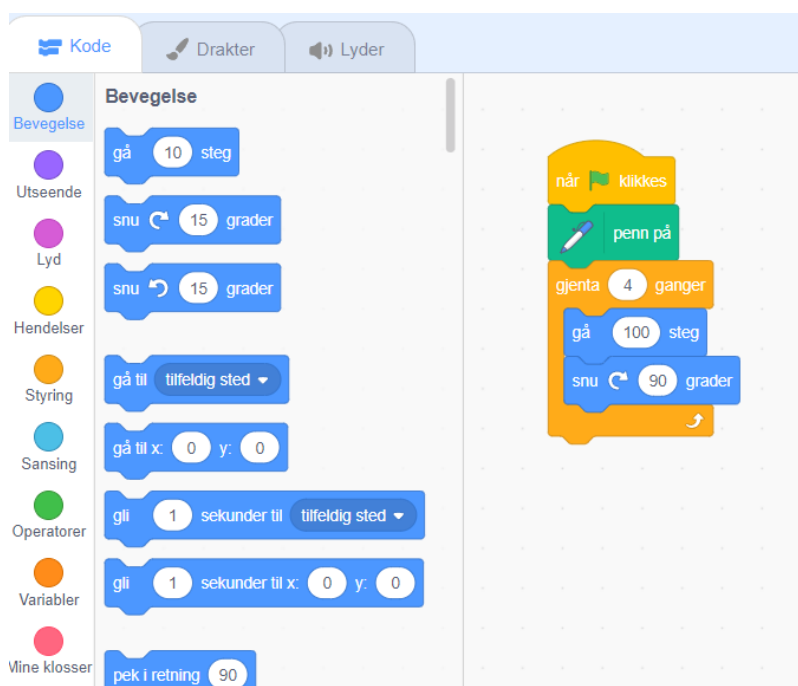 Kode
Drakter
Lyder
Bevegelse
Utseende
Lyd
Hendelser
Styring
Sansing
Operatorer
Variabler
Mine klosser
Bevegelse
gå 10 steg
snu 15 grader
snu 15 grader
gå til tilfeldig sted
gå til x: 0 y: 0
gli 1 sekunder til tilfeldig sted
gli 1 sekunder til x: 0 y: 0
pek i retning 90
når klikkes
penn på
gjenta 4 ganger
gå 100 steg
snu 90 grader